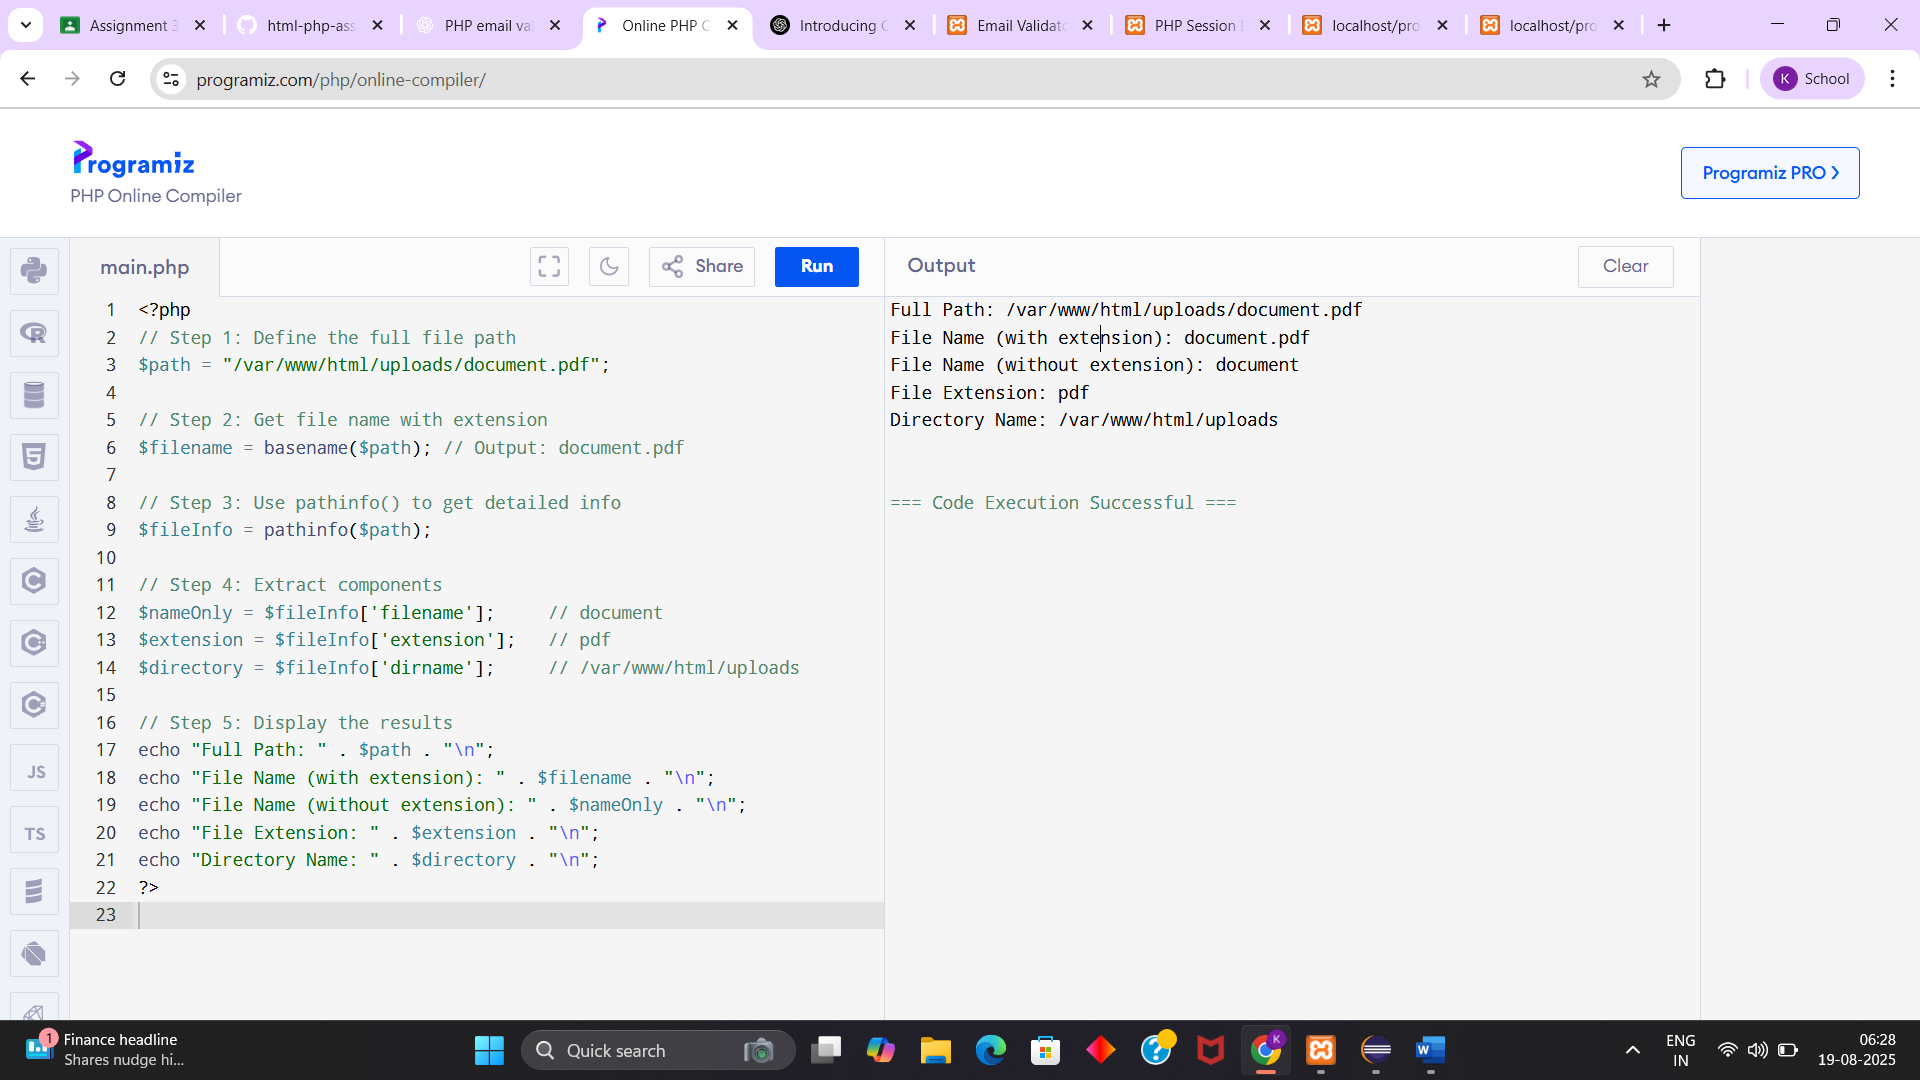 Assignment 3
html-php-ass
PHP email va
Online PHP C
Introducing
Email Validat
PHP Session
localhost/pro
localhost/pro
programiz.com/php/online-compiler/
K
School
Programiz
PHP Online Compiler
Programiz PRO
main.php
Share
Run
Output
Clear
1 <?php
2 // Step 1: Define the full file path
3 $path = "/var/www/html/uploads/document.pdf";
4
5 // Step 2: Get file name with extension
6 $filename = basename($path); // Output: document.pdf
7
8 // Step 3: Use pathinfo() to get detailed info
9 $fileInfo = pathinfo($path);
10
11 // Step 4: Extract components
12 $nameOnly = $fileInfo['filename'];     // document
13 $extension = $fileInfo['extension'];   // pdf
14 $directory = $fileInfo['dirname'];     // /var/www/html/uploads
15
16 // Step 5: Display the results
17 echo "Full Path: " . $path . "\n";
18 echo "File Name (with extension): " . $filename . "\n";
19 echo "File Name (without extension): " . $nameOnly . "\n";
20 echo "File Extension: " . $extension . "\n";
21 echo "Directory Name: " . $directory . "\n";
22 ?>
23
Full Path: /var/www/html/uploads/document.pdf
File Name (with extension): document.pdf
File Name (without extension): document
File Extension: pdf
Directory Name: /var/www/html/uploads
=== Code Execution Successful ===
R
5
C
C
C
JS
TS
1
Finance headline
Shares nudge hi...
Quick search
K
W
ENG
IN
06:28
19-08-2025